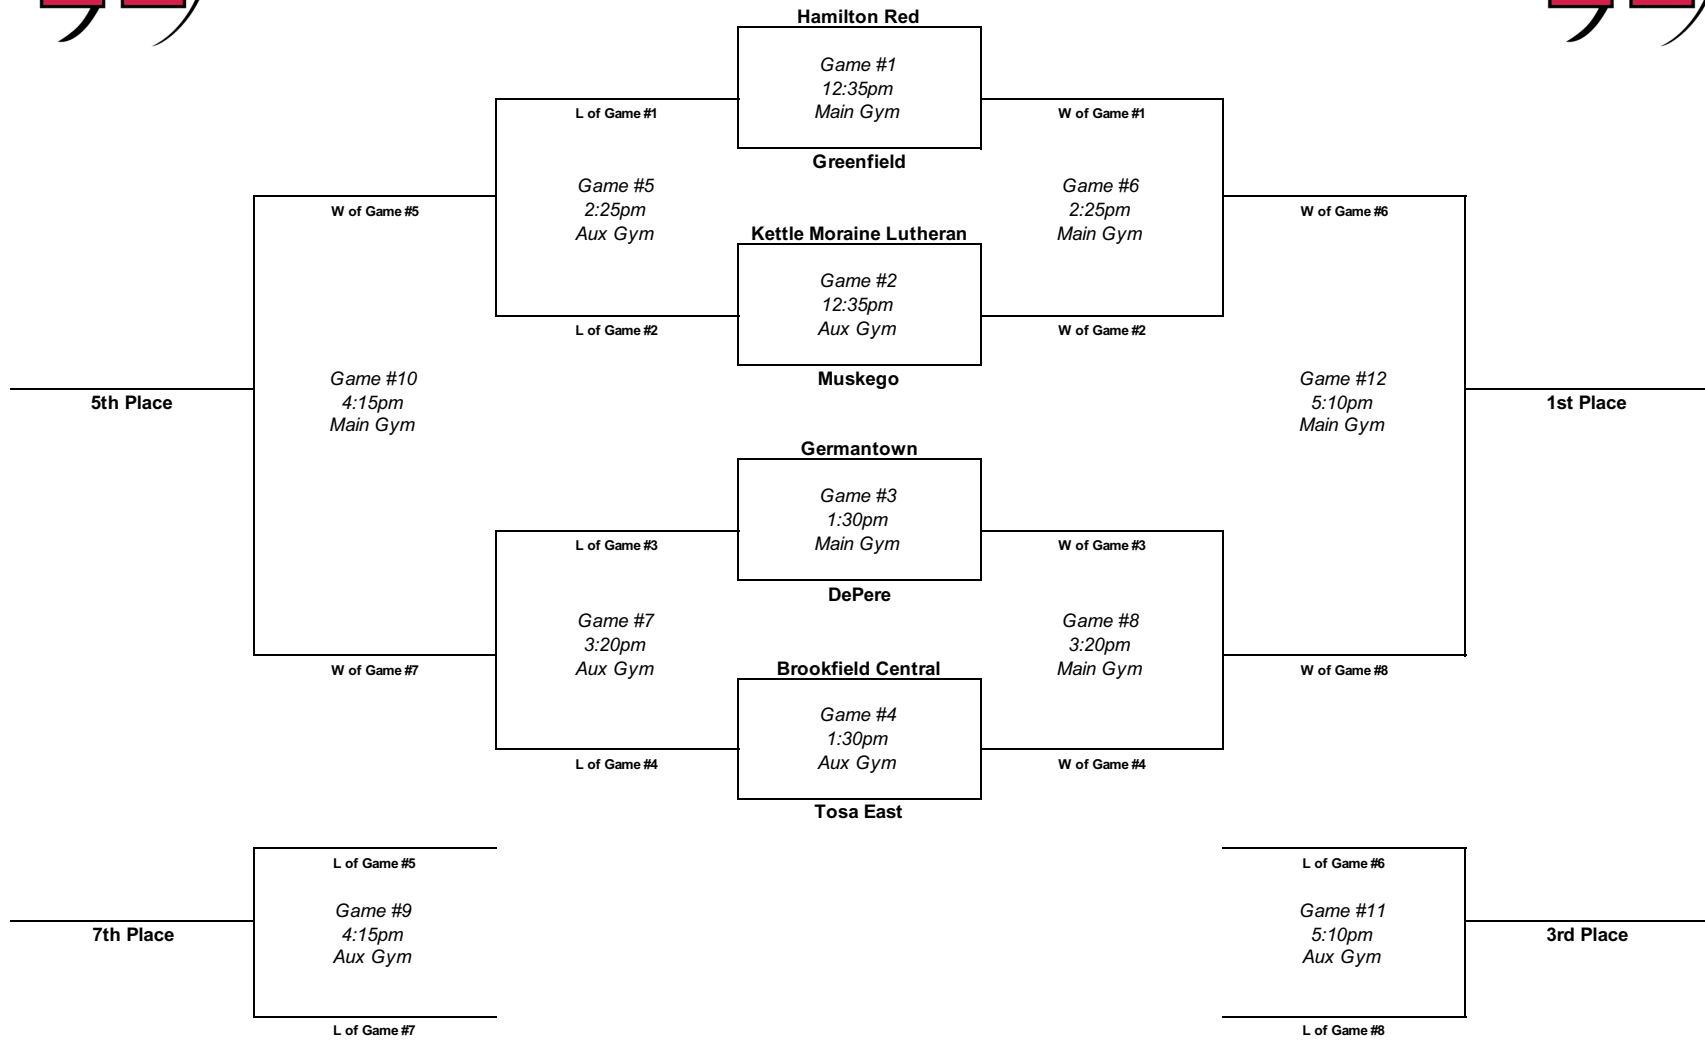 Hamilton Red
Game #1
12:35pm
Main Gym
L of Game #1
W of Game #1
Greenfield
Game #5
2:25pm
Aux Gym
Game #6
2:25pm
Main Gym
W of Game #5
W of Game #6
Kettle Moraine Lutheran
Game #2
12:35pm
Aux Gym
L of Game #2
W of Game #2
Muskego
Game #10
4:15pm
Main Gym
Game #12
5:10pm
Main Gym
5th Place
1st Place
Germantown
Game #3
1:30pm
Main Gym
L of Game #3
W of Game #3
DePere
Game #7
3:20pm
Aux Gym
Game #8
3:20pm
Main Gym
W of Game #7
W of Game #8
Brookfield Central
Game #4
1:30pm
Aux Gym
L of Game #4
W of Game #4
Tosa East
L of Game #5
L of Game #6
Game #9
4:15pm
Aux Gym
Game #11
5:10pm
Aux Gym
7th Place
3rd Place
L of Game #7
L of Game #8